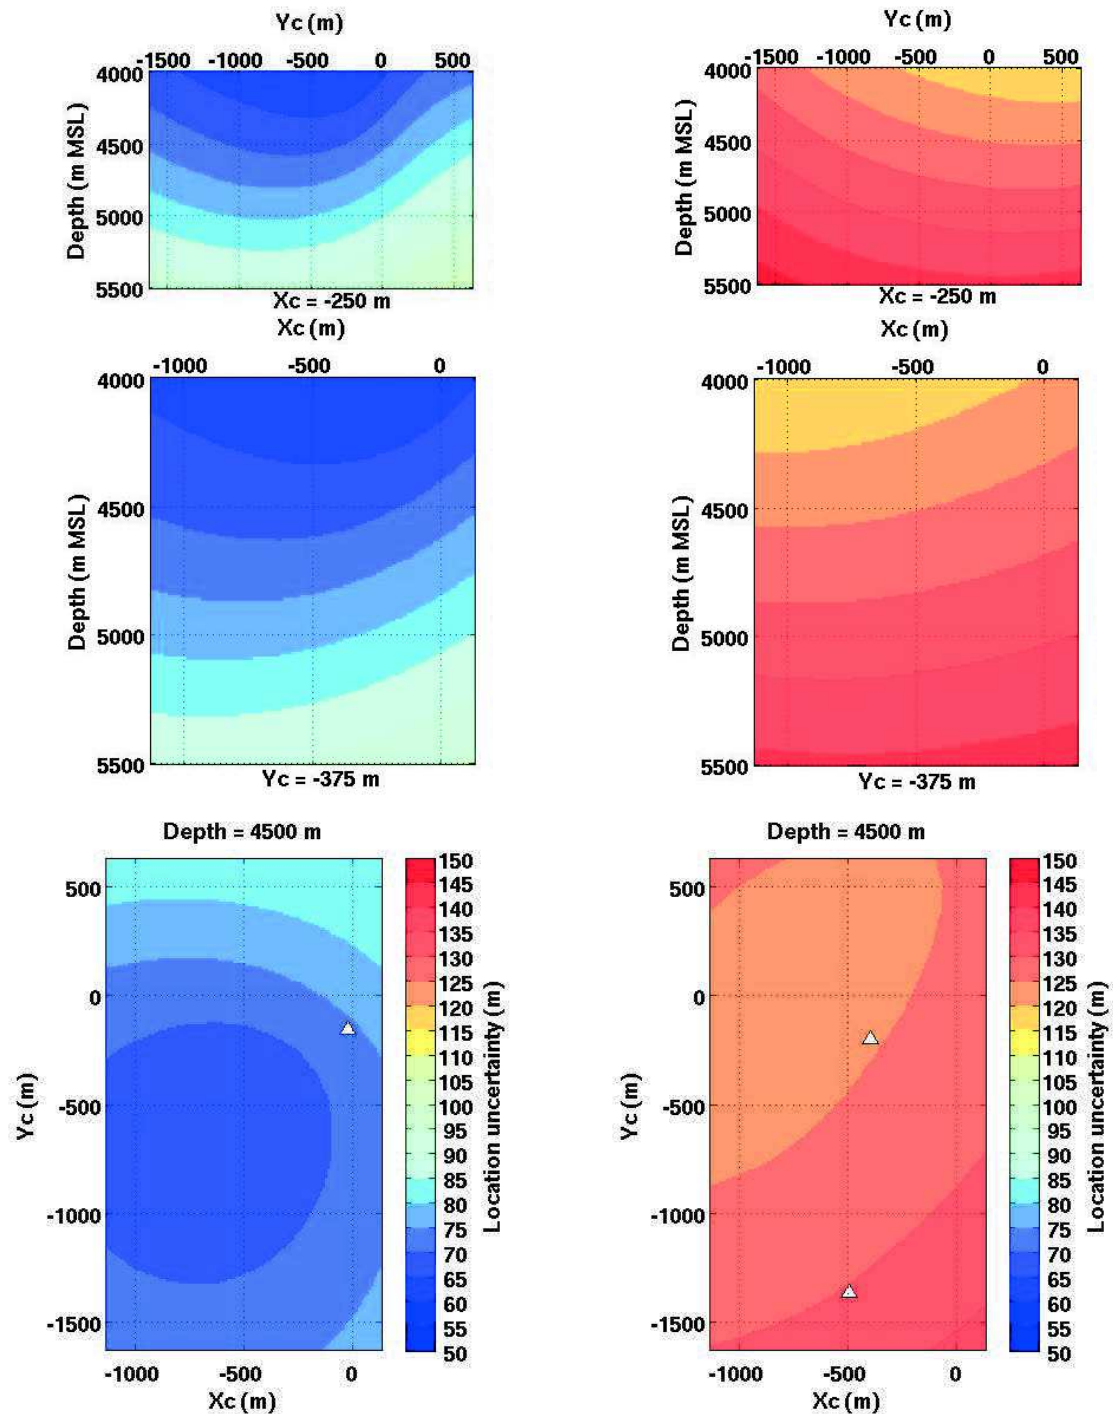 Yc (m)
-1500 -1000 -500 0 500
4000
4500
5000
5500
Depth (m MSL)
Xc = -250 m
Yc (m)
-1500 -1000 -500 0 500
4000
4500
5000
5500
Depth (m MSL)
Xc = -250 m
Xc (m)
-1000 -500 0
4000
4500
5000
5500
Depth (m MSL)
Yc = -375 m
Xc (m)
-1000 -500 0
4000
4500
5000
5500
Depth (m MSL)
Yc = -375 m
Depth = 4500 m
500
0
-500
-1000
-1500
Yc (m)
-1000 -500 0
Xc (m)
150
145
140
135
130
125
120
115
110
105
100
95
90
85
80
75
70
65
60
55
50
Location uncertainty (m)
Depth = 4500 m
500
0
-500
-1000
-1500
Yc (m)
-1000 -500 0
Xc (m)
150
145
140
135
130
125
120
115
110
105
100
95
90
85
80
75
70
65
60
55
50
Location uncertainty (m)